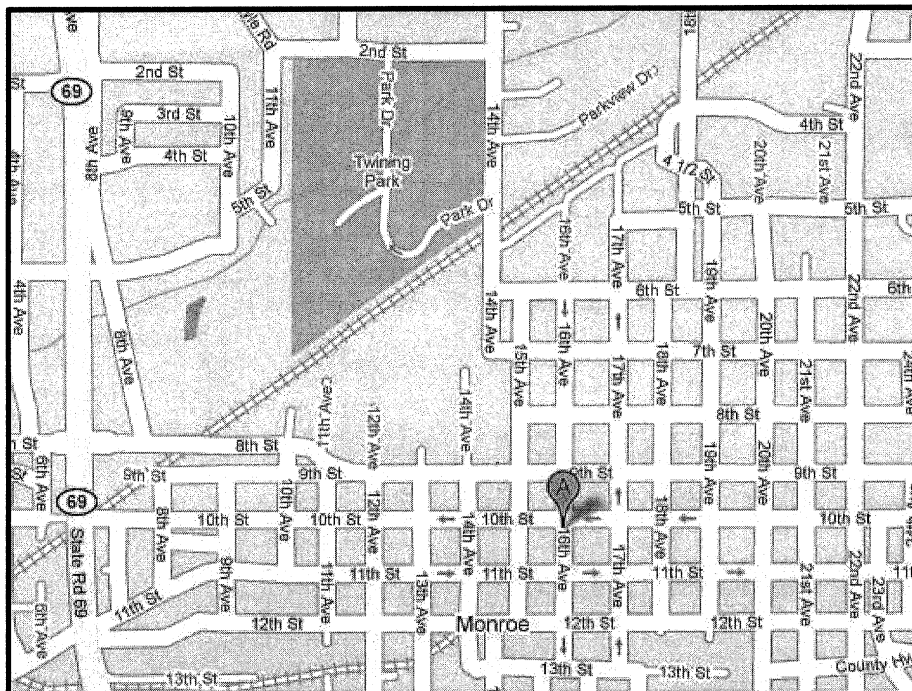 2nd St
18th
22nd Ave
2nd St
69
3rd St
9th Ave
10th Ave
11th Ave
Park Dr
14th Ave
Parkview Dr
8th Ave
4th St
Twining
Park
4th St
20th Ave
21st Ave
4 1/2 St
5th St
Park Dr
5th St
5th St
16th Ave
17th Ave
19th Ave
22nd Ave
6th St
6th
4th Ave
14th Ave
8th Ave
15th Ave
16th Ave
17th Ave
18th Ave
7th St
20th Ave
21st Ave
24th Ave
11th Ave
12th Ave
14th Ave
8th St
8th St
6th Ave
9th St
9th St
9th St
9th St
19th Ave
20th Ave
69
A
8th Ave
10th St
10th Ave
10th St
12th Ave
14th Ave
10th St
18th Ave
10th St
State Rd 69
16th Ave
17th Ave
9th Ave
11th St
11th Ave
11th St
13th Ave
11th St
11th St
21st Ave
22nd Ave
23rd Ave
12th St
Monroe
12th St
12th St
13th St
13th St
13th St
County Hw